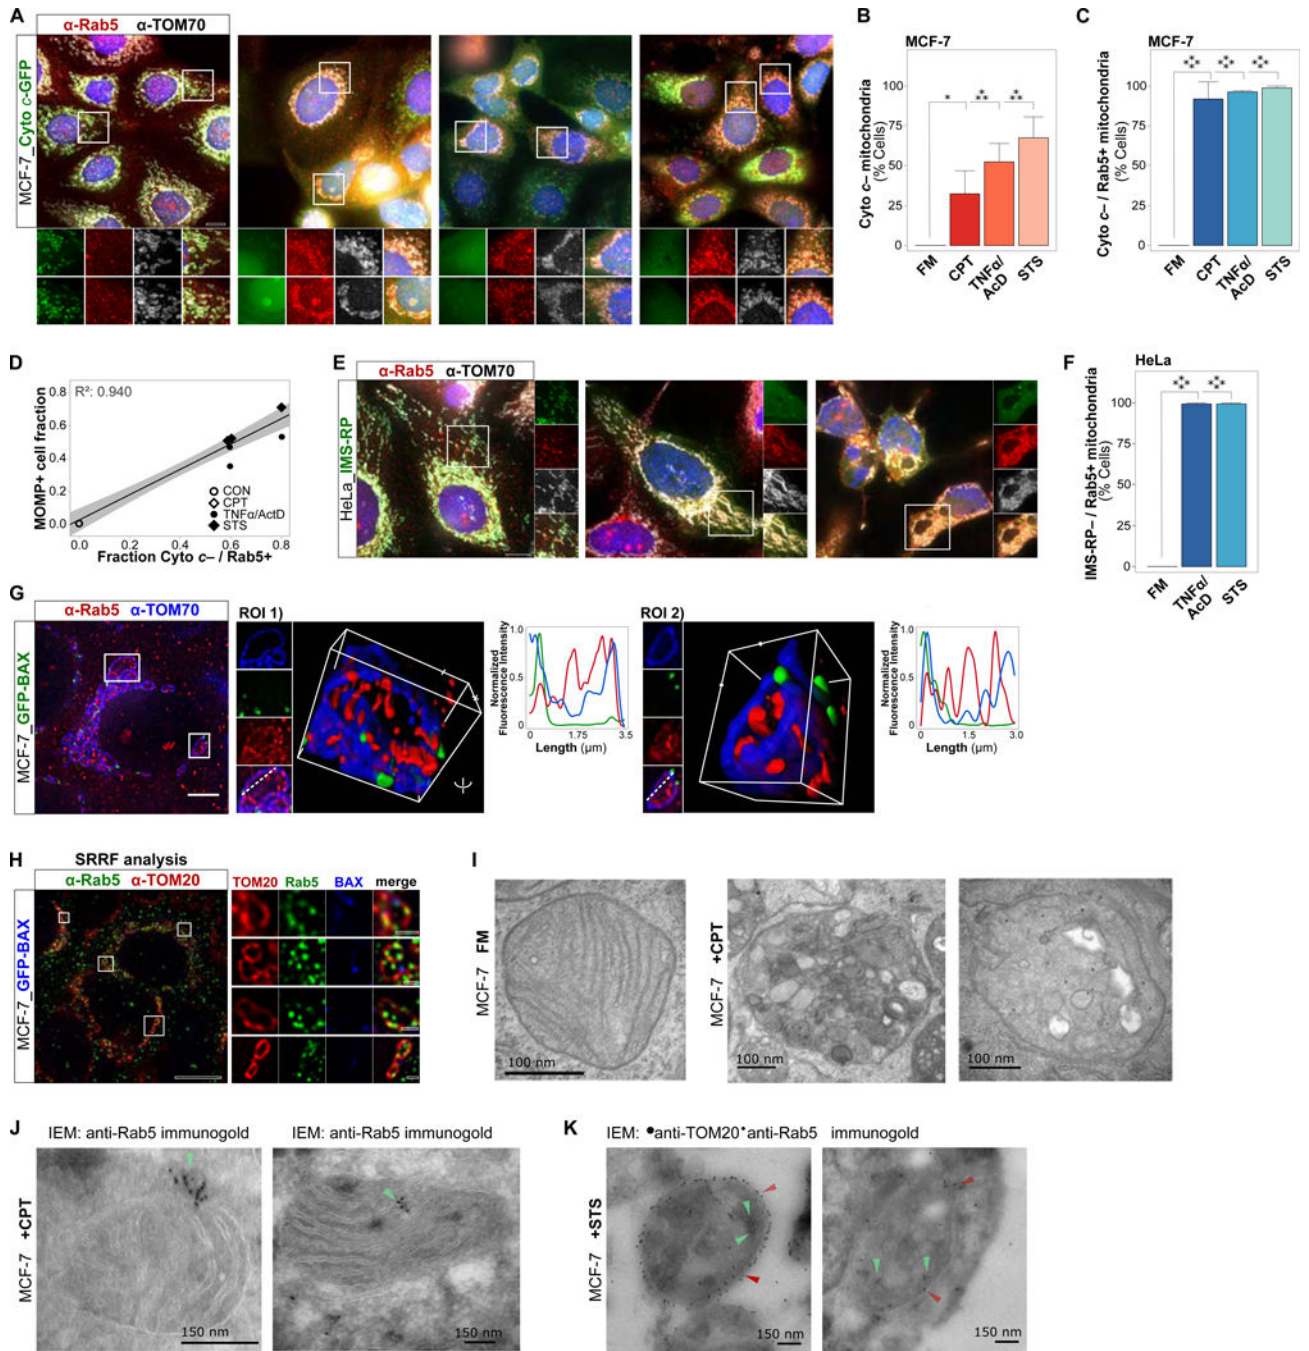 A
α-Rab5 α-TOM70
MCF-7_Cyto c-GFP
B
MCF-7
Cyto c– mitochondria
(% Cells)
100
75
50
25
0
* *** ***
FM
CPT
TNFα/
AcD
STS
C
MCF-7
Cyto c– / Rab5+ mitochondria
(% Cells)
100
75
50
25
0
FM
CPT
TNFα/
AcD
STS
D
R²: 0.940
MOMP+ cell fraction
0.8
0.6
0.4
0.2
0.0
CON
CPT
TNFα/ActD
STS
0.0 0.2 0.4 0.6 0.8
Fraction Cyto c– / Rab5+
E
α-Rab5 α-TOM70
HeLa_IMS-RP
F
HeLa
IMS-RP– / Rab5+ mitochondria
(% Cells)
100
75
50
25
0
FM
TNFα/
AcD
STS
G
α-Rab5 α-TOM70
MCF-7_GFP-BAX
ROI 1)
Normalized
Fluorescence Intensity
1.0
0.5
0
0 1.75 3.5
Length (µm)
ROI 2)
Normalized
Fluorescence Intensity
1.0
0.5
0
0 1.5 3.0
Length (µm)
H
SRRF analysis
α-Rab5 α-TOM20
MCF-7_GFP-BAX
TOM20 Rab5 BAX merge
I
MCF-7 FM
100 nm
MCF-7 +CPT
100 nm
100 nm
J
IEM: anti-Rab5 immunogold
IEM: anti-Rab5 immunogold
MCF-7 +CPT
150 nm
150 nm
K
IEM: •anti-TOM20•anti-Rab5 immunogold
MCF-7 +STS
150 nm
150 nm